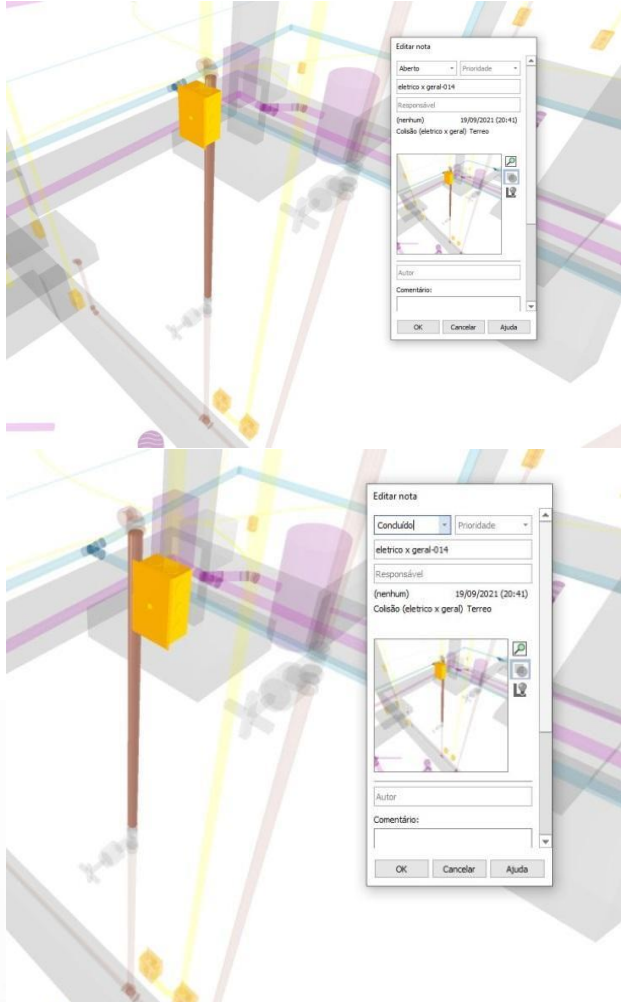 Editar nota
Aberto Prioridade
eletrico x geral-014
Responsável
(nenhum) 19/09/2021 (20:41)
Colisão (eletrico x geral) Terreo
Autor
Comentário:
OK Cancelar Ajuda
Editar nota
Concluído Prioridade
eletrico x geral-014
Responsável
(nenhum) 19/09/2021 (20:41)
Colisão (eletrico x geral) Terreo
Autor
Comentário:
OK Cancelar Ajuda